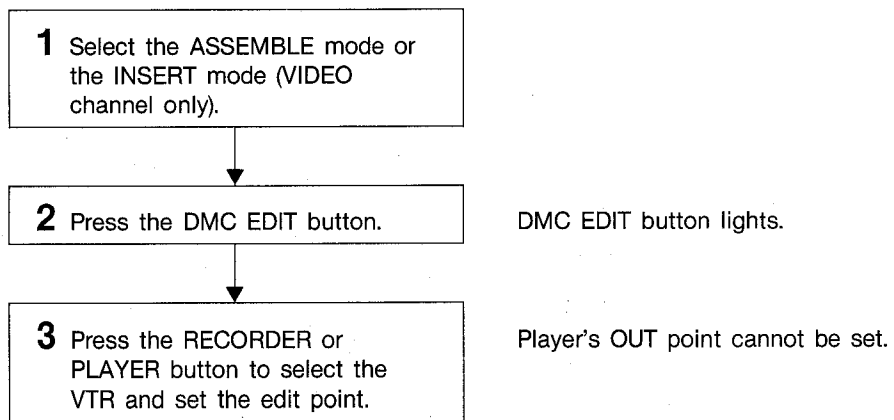 1 Select the ASSEMBLE mode or
the INSERT mode (VIDEO
channel only).
2 Press the DMC EDIT button.
DMC EDIT button lights.
3 Press the RECORDER or
PLAYER button to select the
VTR and set the edit point.
Player's OUT point cannot be set.